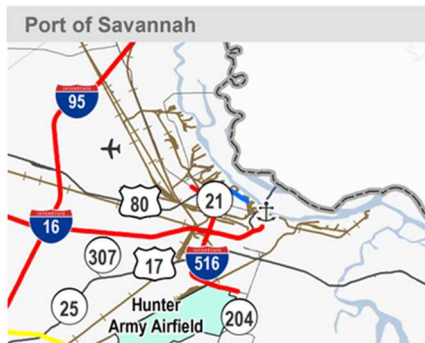 Port of Savannah
INTERSTATE
95
80
21
INTERSTATE
16
307
17
INTERSTATE
516
25
Hunter
Army Airfield
204